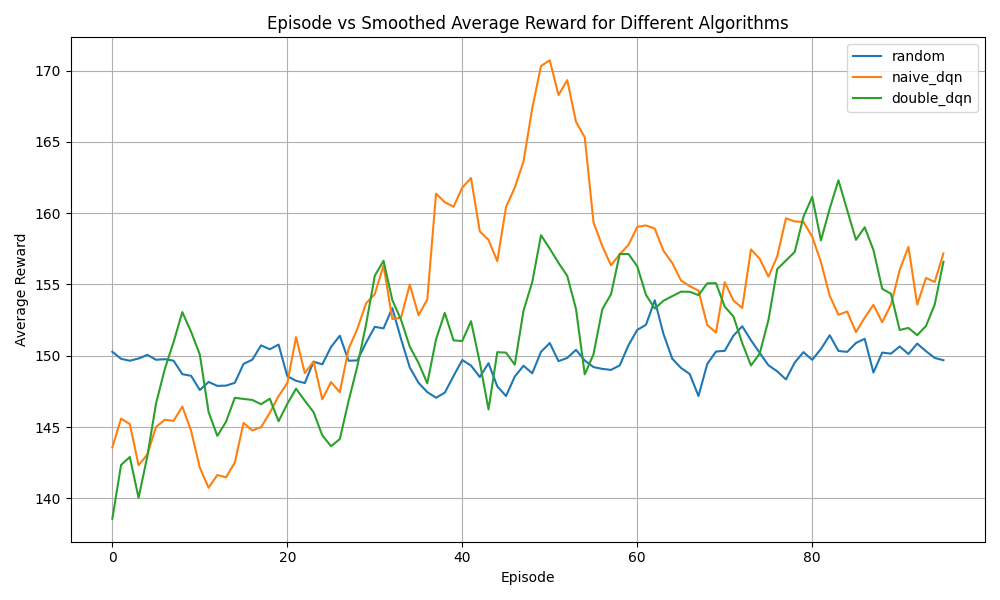 Episode vs Smoothed Average Reward for Different Algorithms
random
naive_dqn
double_dqn
Average Reward
170
165
160
155
150
145
140
0 20 40 60 80
Episode